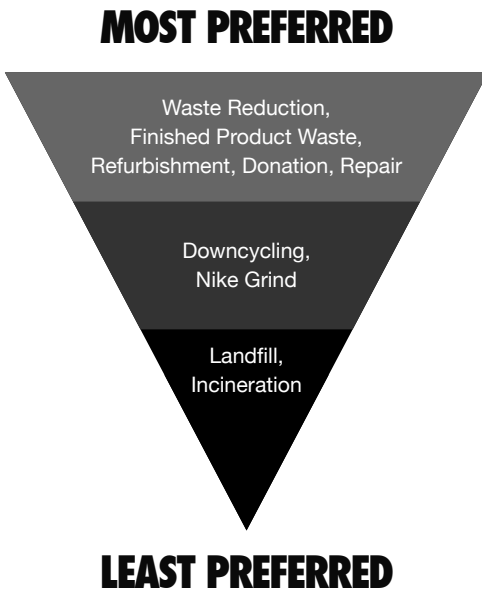 MOST PREFERRED
Waste Reduction,
Finished Product Waste,
Refurbishment, Donation, Repair
Downcycling,
Nike Grind
Landfill,
Incineration
LEAST PREFERRED